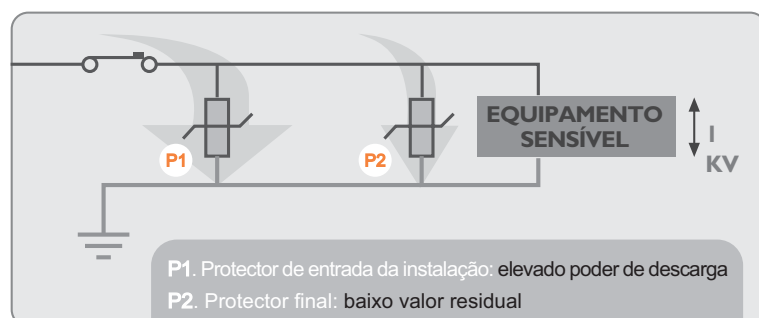 EQUIPAMENTO
SENSÍVEL
I
KV
P1
P2
P1. Protector de entrada da instalação: elevado poder de descarga
P2. Protector final: baixo valor residual